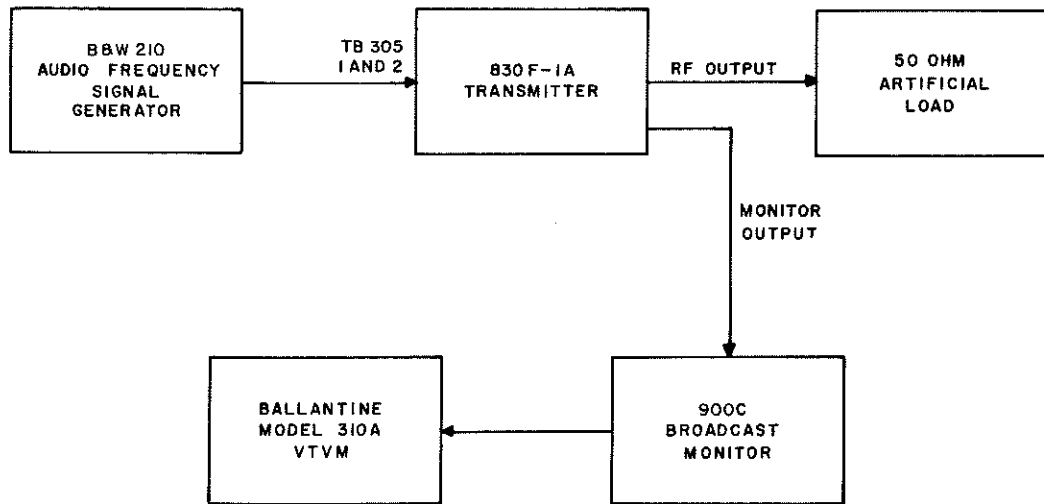 B&W 210
AUDIO FREQUENCY
SIGNAL
GENERATOR
TB 305
1 AND 2
830F-1A
TRANSMITTER
RF OUTPUT
50 OHM
ARTIFICIAL
LOAD
MONITOR
OUTPUT
BALLANTINE
MODEL 310A
VTVM
900C
BROADCAST
MONITOR